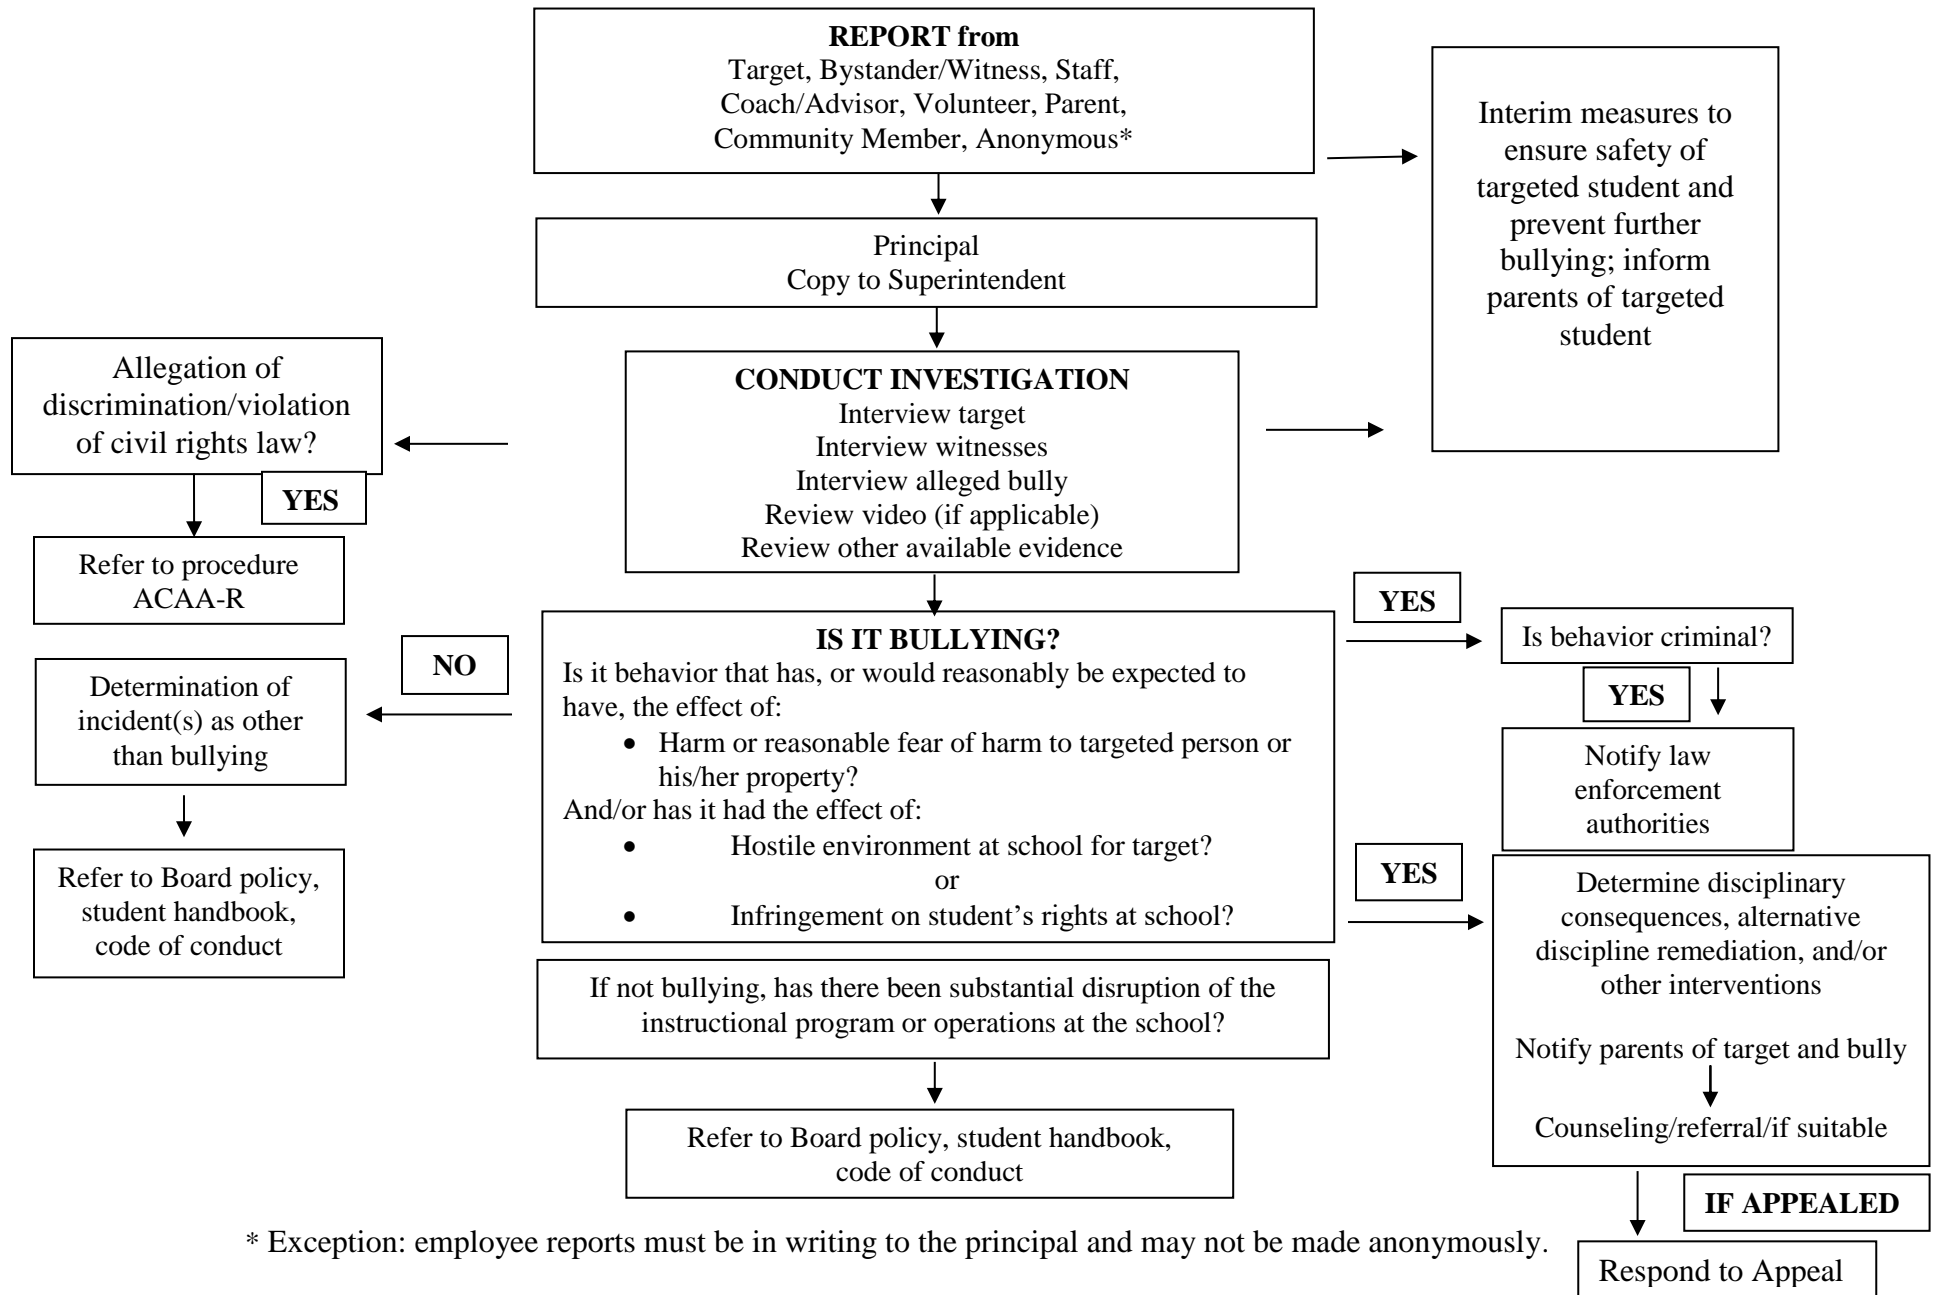 REPORT from
Target, Bystander/Witness, Staff,
Coach/Advisor, Volunteer, Parent,
Community Member, Anonymous*
Interim measures to
ensure safety of
targeted student and
prevent further
bullying; inform
parents of targeted
student
Principal
Copy to Superintendent
Allegation of
discrimination/violation
of civil rights law?
YES
Refer to procedure
ACAA-R
CONDUCT INVESTIGATION
Interview target
Interview witnesses
Interview alleged bully
Review video (if applicable)
Review other available evidence
IS IT BULLYING?
Is it behavior that has, or would reasonably be expected to
have, the effect of:
• Harm or reasonable fear of harm to targeted person or
his/her property?
And/or has it had the effect of:
• Hostile environment at school for target?
or
• Infringement on student’s rights at school?
NO
Determination of
incident(s) as other
than bullying
Refer to Board policy,
student handbook,
code of conduct
YES
Is behavior criminal?
YES
Notify law
enforcement
authorities
YES
Determine disciplinary
consequences, alternative
discipline remediation, and/or
other interventions
Notify parents of target and bully
Counseling/referral/if suitable
If not bullying, has there been substantial disruption of the
instructional program or operations at the school?
Refer to Board policy, student handbook,
code of conduct
IF APPEALED
Respond to Appeal
* Exception: employee reports must be in writing to the principal and may not be made anonymously.